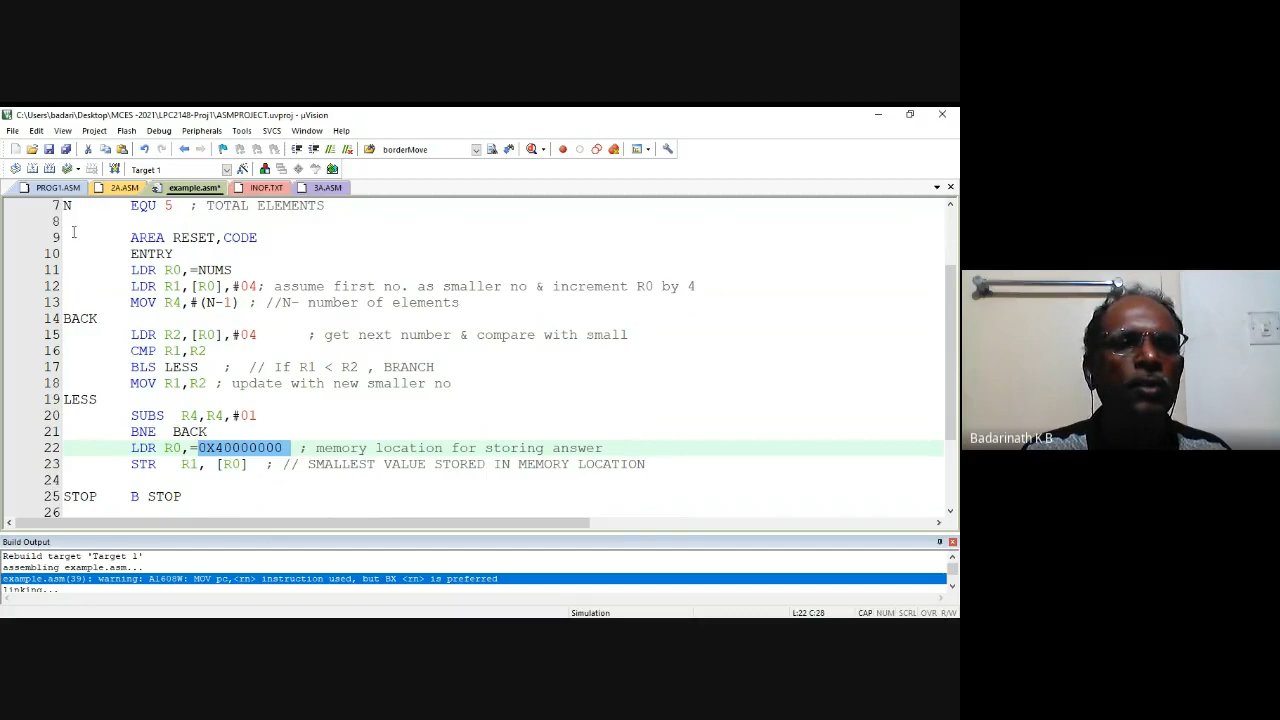 C:\Users\badari\Desktop\MCES -2021\LPC2148-Proj1\ASMPROJECT.uvproj - µVision
File Edit View Project Flash Debug Peripherals Tools SVCS Window Help
borderMove
Target 1
PROG1.ASM 2A.ASM example.asm* INOF.TXT 3A.ASM
7 N EQU 5 ; TOTAL ELEMENTS
8
9 AREA RESET,CODE
10 ENTRY
11 LDR R0,=NUMS
12 LDR R1,[R0],#04; assume first no. as smaller no & increment R0 by 4
13 MOV R4,#(N-1) ; //N- number of elements
14 BACK
15 LDR R2,[R0],#04 ; get next number & compare with small
16 CMP R1,R2
17 BLS LESS ; // If R1 < R2 , BRANCH
18 MOV R1,R2 ; update with new smaller no
19 LESS
20 SUBS R4,R4,#01
21 BNE BACK
22 LDR R0,=0X40000000 ; memory location for storing answer
23 STR R1, [R0] ; // SMALLEST VALUE STORED IN MEMORY LOCATION
24
25 STOP B STOP
26
Build Output
Rebuild target 'Target 1'
assembling example.asm...
example.asm(39): warning: A1608W: MOV pc,<rn> instruction used, but BX <rn> is preferred
linking...
Simulation L:22 C:28 CAP NUM SCRL OVR R/W
Badarinath K B